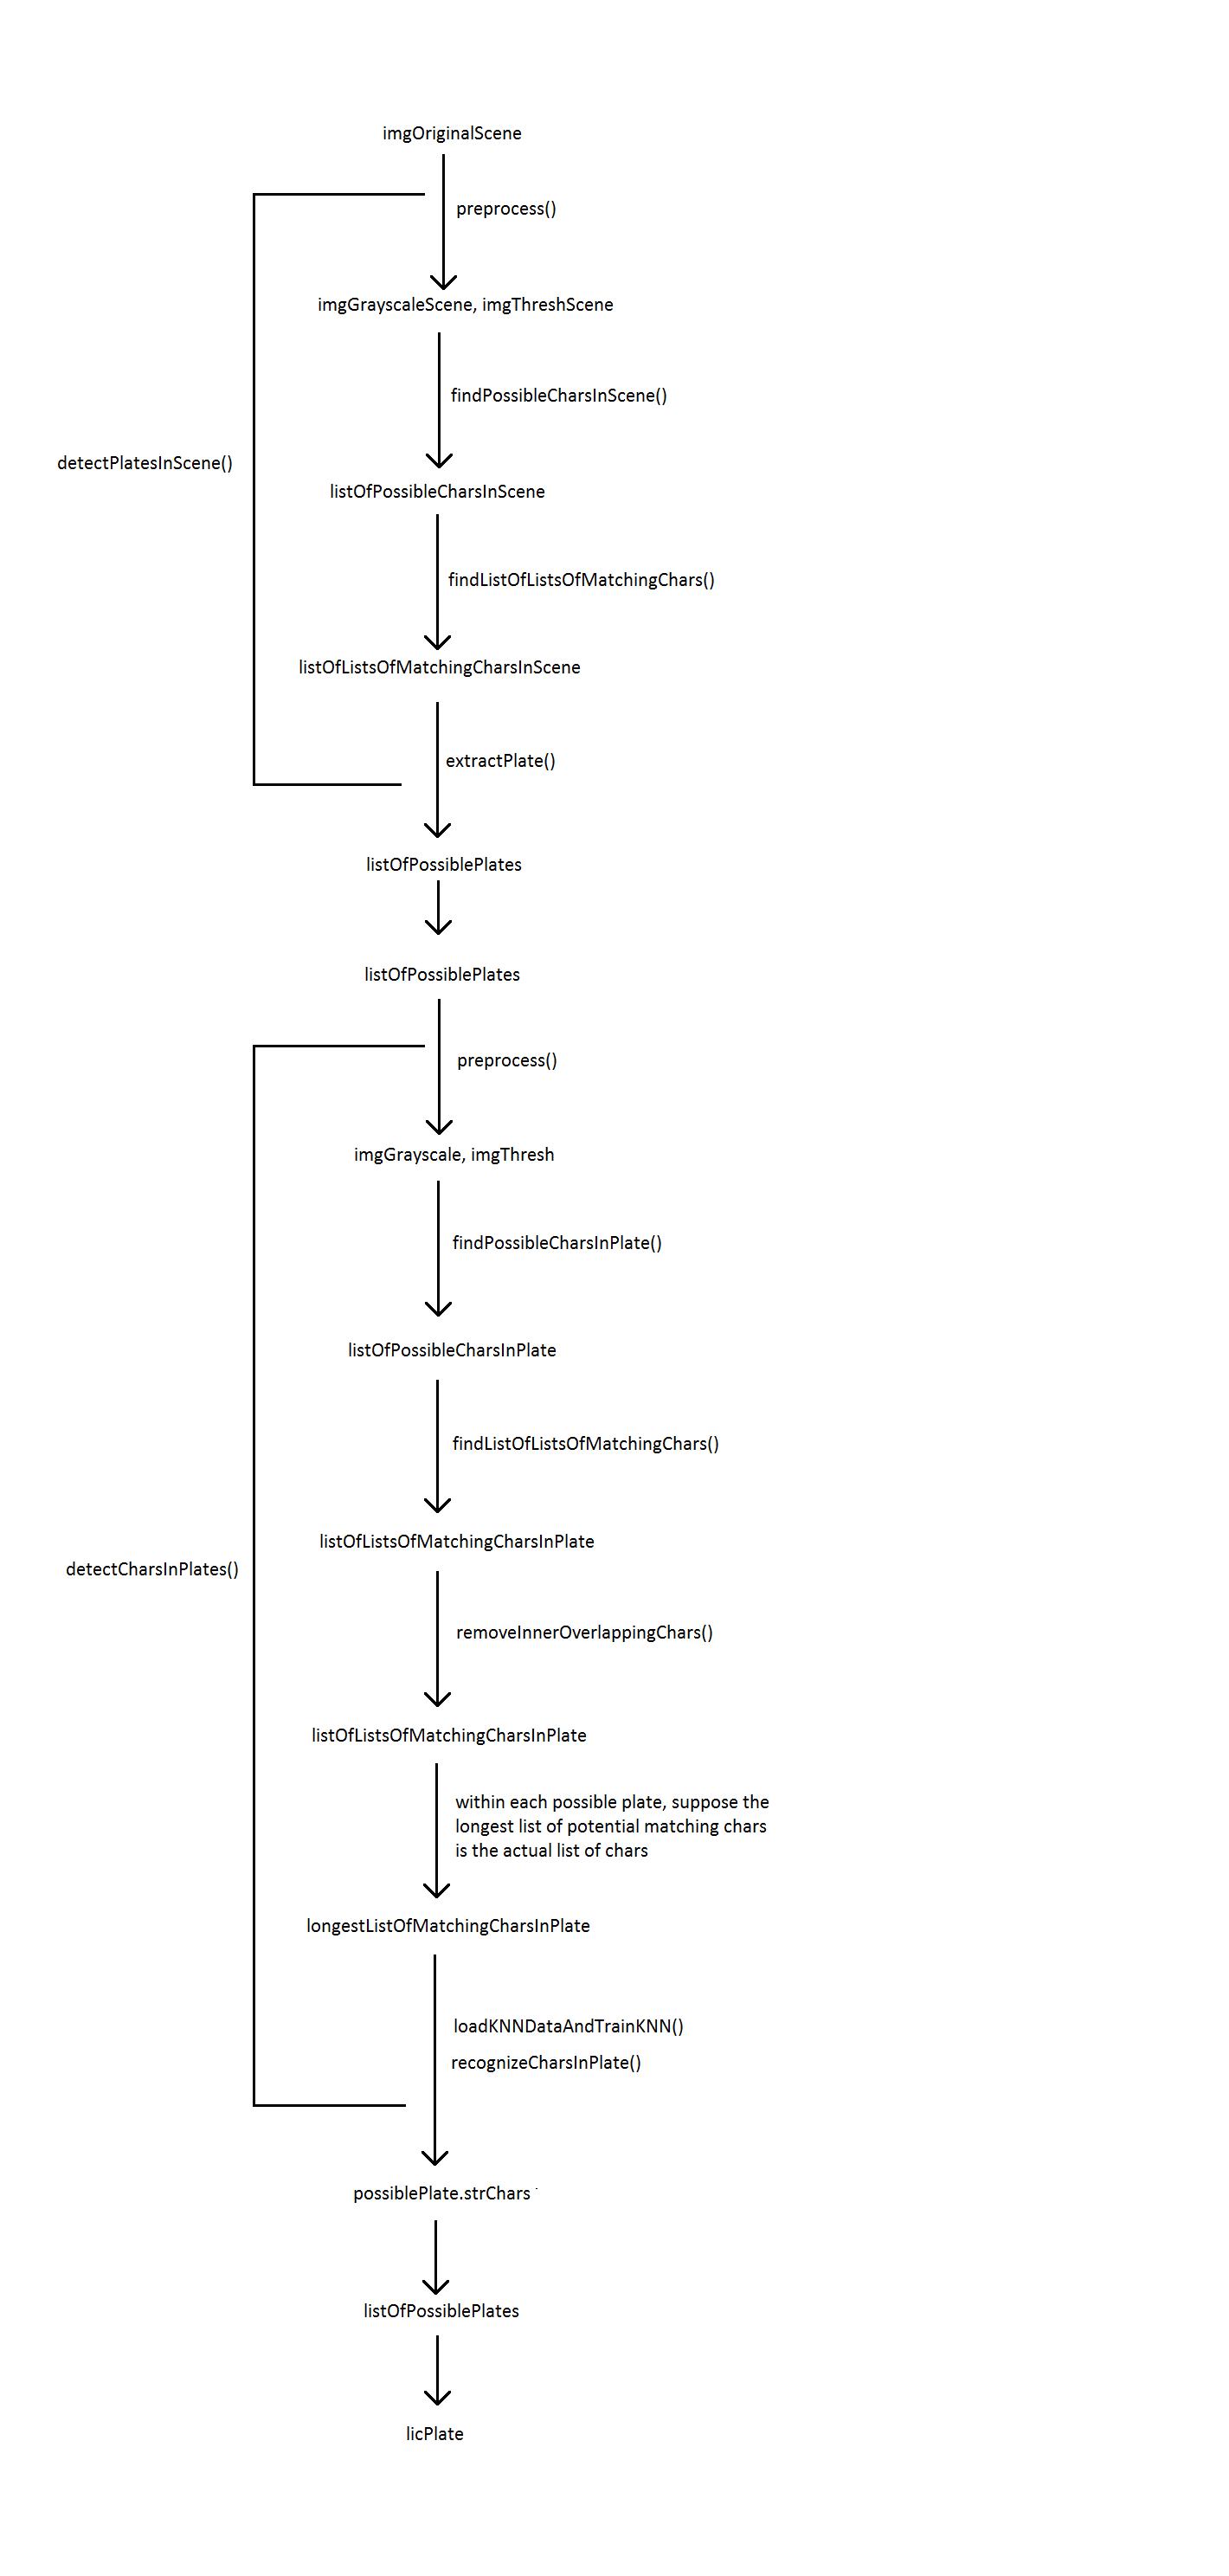 imgOriginalScene
preprocess()
imgGrayscaleScene, imgThreshScene
findPossibleCharsInScene()
detectPlatesInScene()
listOfPossibleCharsInScene
findListOfListsOfMatchingChars()
listOfListsOfMatchingCharsInScene
extractPlate()
listOfPossiblePlates
listOfPossiblePlates
preprocess()
imgGrayscale, imgThresh
findPossibleCharsInPlate()
listOfPossibleCharsInPlate
findListOfListsOfMatchingChars()
listOfListsOfMatchingCharsInPlate
detectCharsInPlates()
removeInnerOverlappingChars()
listOfListsOfMatchingCharsInPlate
within each possible plate, suppose the
longest list of potential matching chars
is the actual list of chars
longestListOfMatchingCharsInPlate
loadKNNDataAndTrainKNN()
recognizeCharsInPlate()
possiblePlate.strChars
listOfPossiblePlates
licPlate